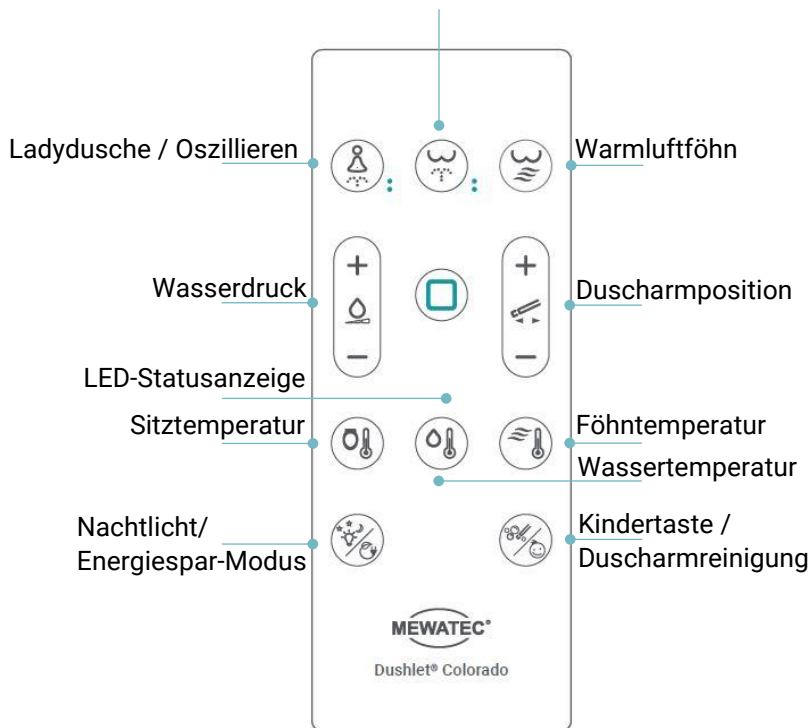 Ladydusche / Oszillieren
Warmluftföhn
Wasserdruck
Duscharmposition
LED-Statusanzeige
Sitztemperatur
Föhntemperatur
Wassertemperatur
Nachtlicht/
Energiespar-Modus
Kindertaste /
Duscharmreinigung
MEWATEC®
Dushlet® Colorado